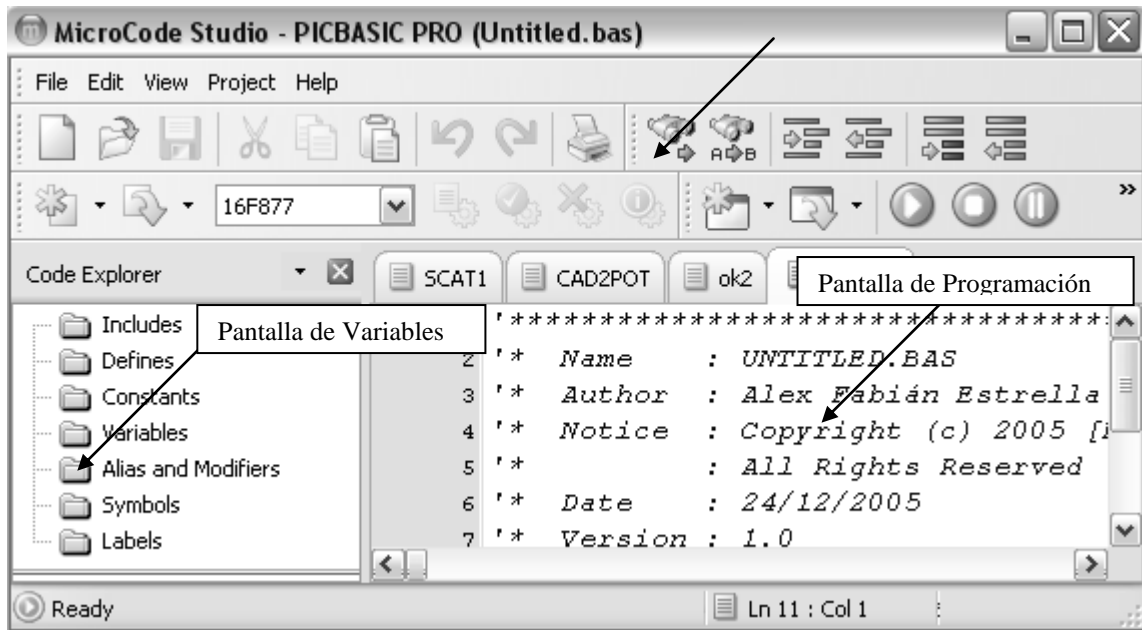 MicroCode Studio - PICBASIC PRO (Untitled.bas)
File Edit View Project Help
A B
16F877
»
Code Explorer
SCAT1 CAD2POT ok2
Pantalla de Programación
Pantalla de Variables
Includes
Defines
Constants
Variables
Alias and Modifiers
Symbols
Labels
'*********************************
2 '* Name : UNTITLED.BAS
3 '* Author : Alex Fabián Estrella
4 '* Notice : Copyright (c) 2005
5 '* : All Rights Reserved
6 '* Date : 24/12/2005
7 '* Version : 1.0
Ready
Ln 11 : Col 1